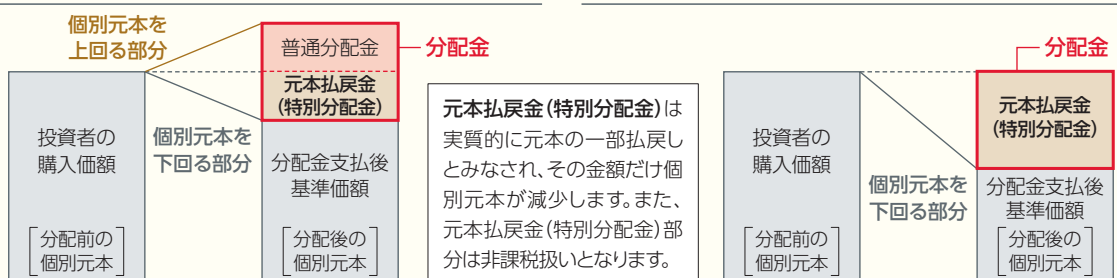 個別元本を
上回る部分
普通分配金
分配金
元本払戻金
(特別分配金)
投資者の
購入価額
個別元本を
下回る部分
分配金支払後
基準価額
分配前の
個別元本
分配後の
個別元本
元本払戻金(特別分配金)は
実質的に元本の一部払戻し
とみなされ、その金額だけ個
別元本が減少します。また、
元本払戻金(特別分配金)部
分は非課税扱いとなります。
分配金
元本払戻金
(特別分配金)
投資者の
購入価額
個別元本を
下回る部分
分配金支払後
基準価額
分配前の
個別元本
分配後の
個別元本